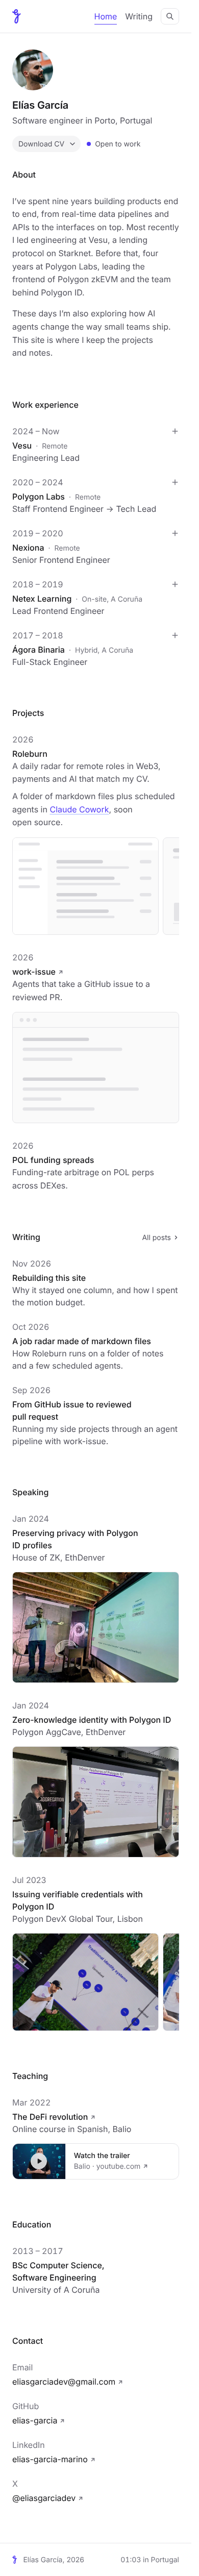 Home Writing
Elías García
Software engineer in Porto, Portugal
Download CV Open to work
About
I've spent nine years building products end
to end, from real-time data pipelines and
APIs to the interfaces on top. Most recently
I led engineering at Vesu, a lending
protocol on Starknet. Before that, four
years at Polygon Labs, leading the
frontend of Polygon zkEVM and the team
behind Polygon ID.
These days I'm also exploring how AI
agents change the way small teams ship.
This site is where I keep the projects
and notes.
Work experience
2024 – Now +
Vesu · Remote
Engineering Lead
2020 – 2024 +
Polygon Labs · Remote
Staff Frontend Engineer → Tech Lead
2019 – 2020 +
Nexiona · Remote
Senior Frontend Engineer
2018 – 2019 +
Netex Learning · On-site, A Coruña
Lead Frontend Engineer
2017 – 2018 +
Ágora Binaria · Hybrid, A Coruña
Full-Stack Engineer
Projects
2026
Roleburn
A daily radar for remote roles in Web3,
payments and AI that match my CV.
A folder of markdown files plus scheduled
agents in Claude Cowork, soon
open source.
2026
work-issue ↗
Agents that take a GitHub issue to a
reviewed PR.
2026
POL funding spreads
Funding-rate arbitrage on POL perps
across DEXes.
Writing All posts ›
Nov 2026
Rebuilding this site
Why it stayed one column, and how I spent
the motion budget.
Oct 2026
A job radar made of markdown files
How Roleburn runs on a folder of notes
and a few scheduled agents.
Sep 2026
From GitHub issue to reviewed
pull request
Running my side projects through an agent
pipeline with work-issue.
Speaking
Jan 2024
Preserving privacy with Polygon
ID profiles
House of ZK, EthDenver
Jan 2024
Zero-knowledge identity with Polygon ID
Polygon AggCave, EthDenver
Jul 2023
Issuing verifiable credentials with
Polygon ID
Polygon DevX Global Tour, Lisbon
Teaching
Mar 2022
The DeFi revolution ↗
Online course in Spanish, Balio
Watch the trailer
Balio · youtube.com ↗
Education
2013 – 2017
BSc Computer Science,
Software Engineering
University of A Coruña
Contact
Email
eliasgarciadev@gmail.com ↗
GitHub
elias-garcia ↗
LinkedIn
elias-garcia-marino ↗
X
@eliasgarciadev ↗
Elías García, 2026 01:03 in Portugal